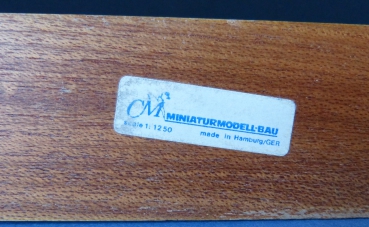 CM MINIATURMODELL-BAU
scale 1:1250
made in Hamburg/GER